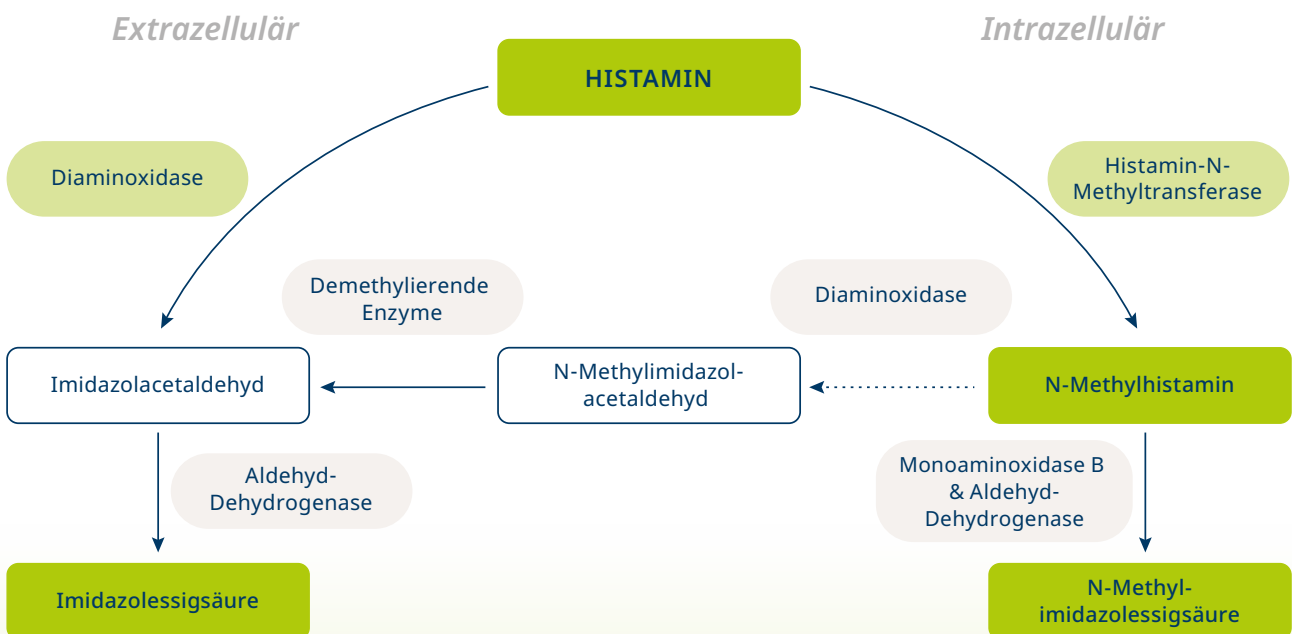 Extrazellulär
Intrazellulär
HISTAMIN
Diaminoxidase
Histamin-N-
Methyltransferase
Demethylierende
Enzyme
Diaminoxidase
Imidazolacetaldehyd
N-Methylimidazol-
acetaldehyd
N-Methylhistamin
Aldehyd-
Dehydrogenase
Monoaminoxidase B
& Aldehyd-
Dehydrogenase
Imidazolessigsäure
N-Methyl-
imidazolessigsäure